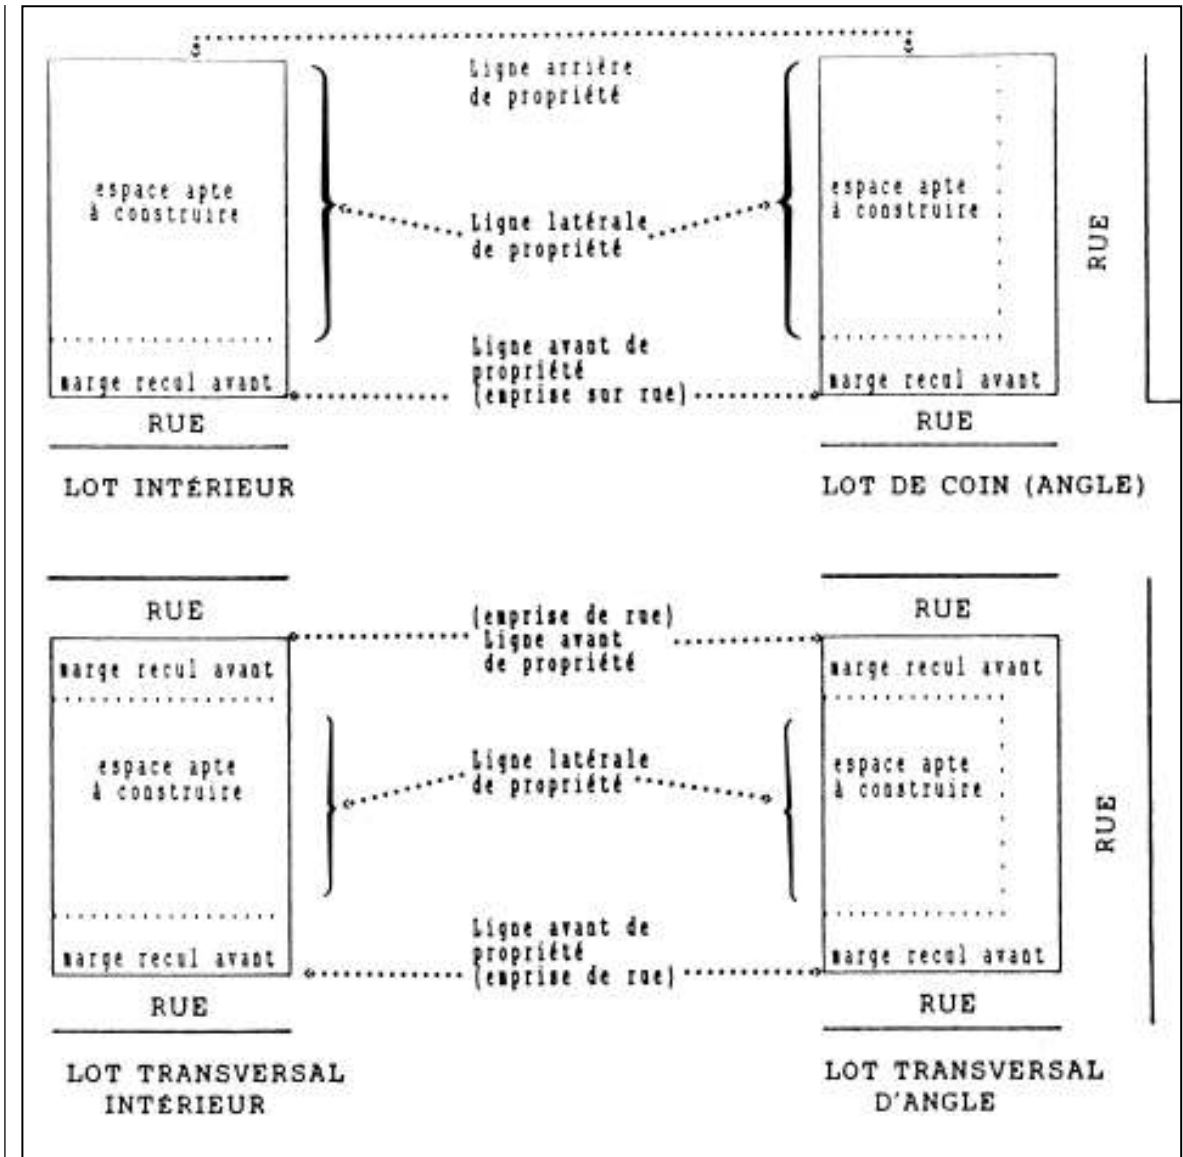 Ligne arrière
de propriété
espace apte
à construire
Ligne latérale
de propriété
espace apte
à construire
RUE
Ligne avant de
propriété
(emprise sur rue)
marge recul avant
marge recul avant
RUE
RUE
LOT INTÉRIEUR
LOT DE COIN (ANGLE)
RUE
(emprise de rue)
Ligne avant
de propriété
RUE
marge recul avant
marge recul avant
espace apte
à construire
Ligne latérale
de propriété
espace apte
à construire
RUE
Ligne avant de
propriété
(emprise de rue)
marge recul avant
marge recul avant
RUE
RUE
LOT TRANSVERSAL
INTÉRIEUR
LOT TRANSVERSAL
D'ANGLE